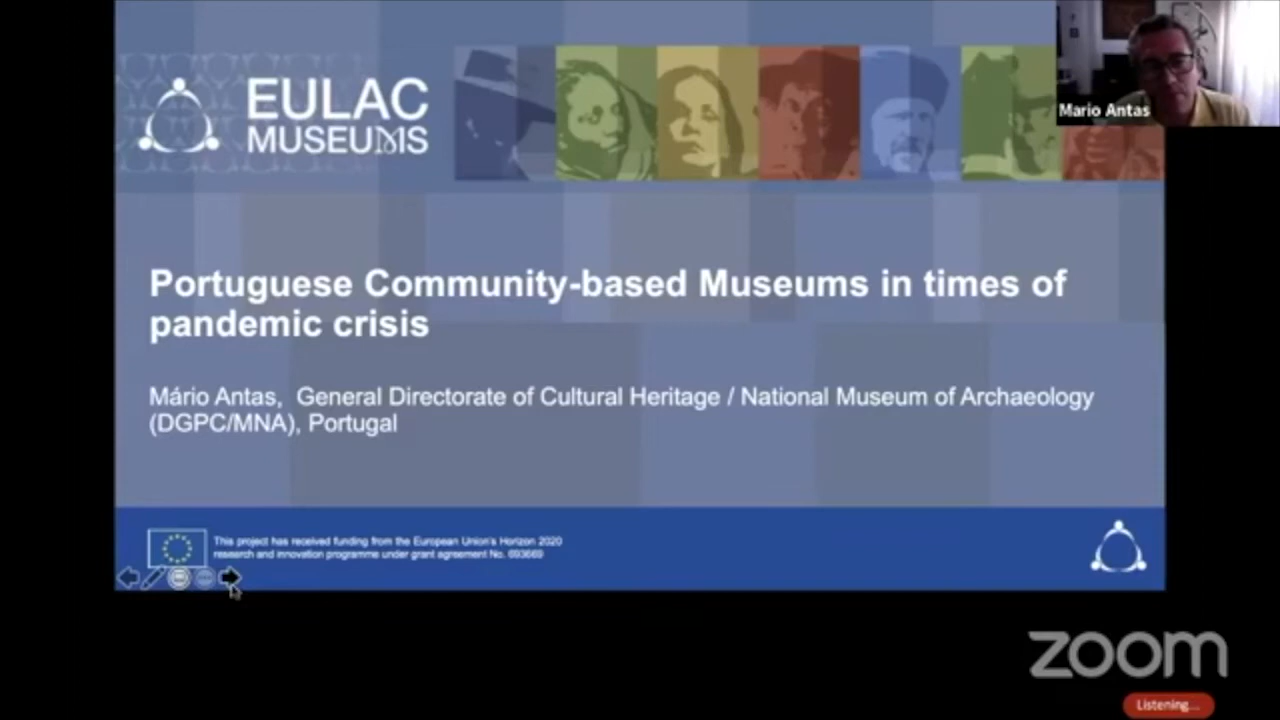 EULAC
MUSEUMS
Mario Antas
Portuguese Community-based Museums in times of
pandemic crisis
Mário Antas, General Directorate of Cultural Heritage / National Museum of Archaeology
(DGPC/MNA), Portugal
This project has received funding from the European Union's Horizon 2020
research and innovation programme under grant agreement No. 693669
zoom
Listening...